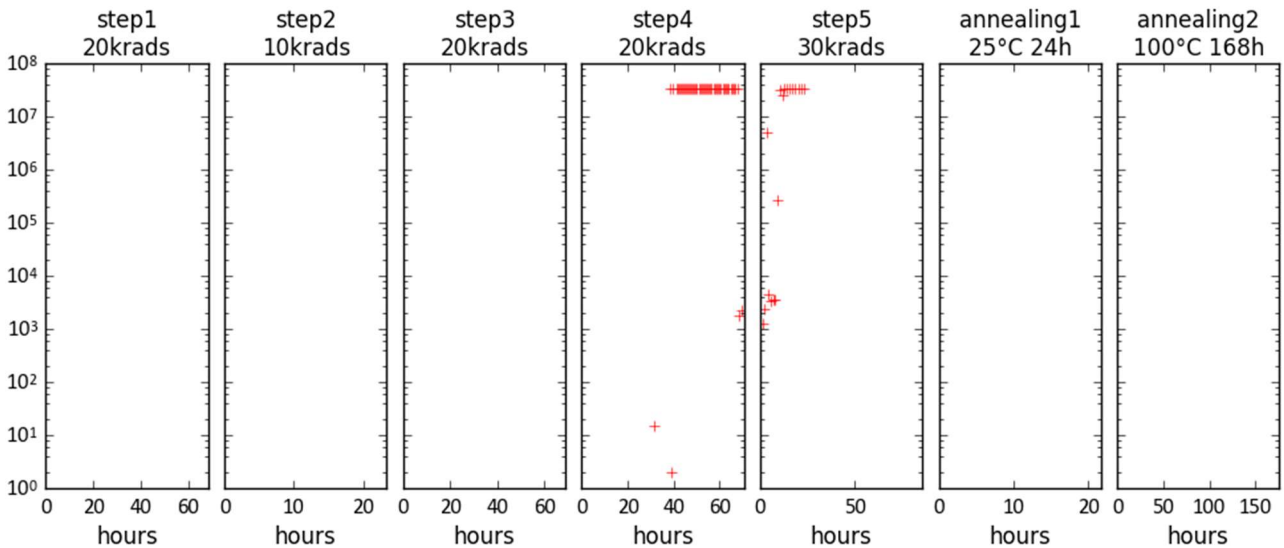 step1 step2 step3 step4 step5 annealing1 annealing2
20krads 10krads 20krads 20krads 30krads 25°C 24h 100°C 168h
10⁸
10⁷
10⁶
10⁵
10⁴
10³
10²
10¹
10⁰
0 20 40 60 0 10 20 0 20 40 60 0 20 40 60 0 50 0 10 20 0 50 100 150
hours hours hours hours hours hours hours